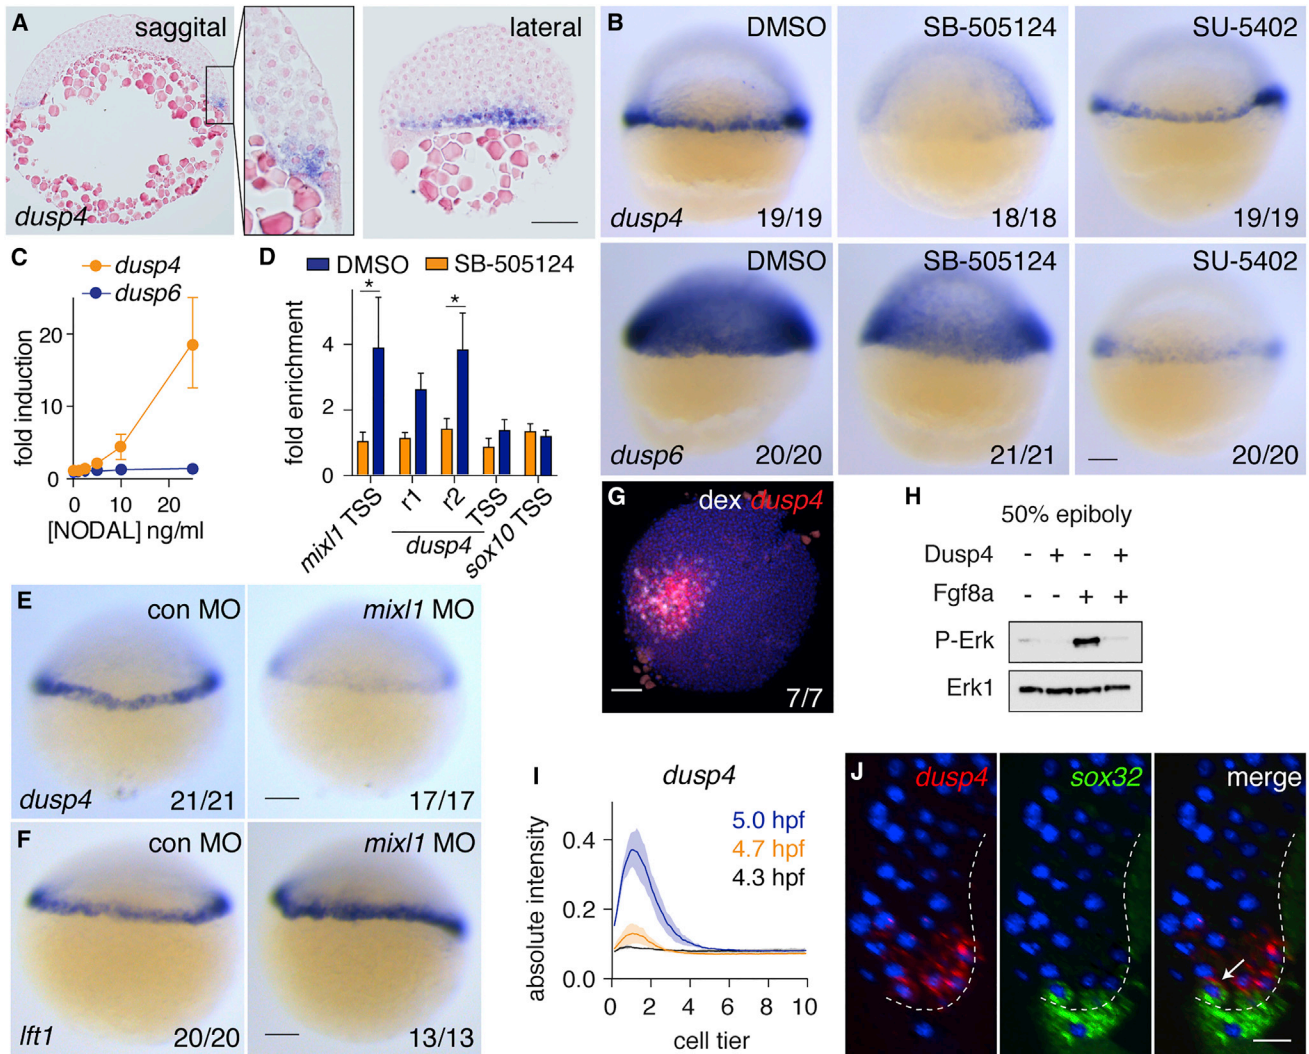 A
saggital
lateral
dusp4
B
DMSO
SB-505124
SU-5402
dusp4
19/19
18/18
19/19
DMSO
SB-505124
SU-5402
dusp6
20/20
21/21
20/20
C
dusp4
dusp6
fold induction
20
10
0
0
10
20
[NODAL] ng/ml
D
DMSO
SB-505124
*
*
fold enrichment
4
2
0
mixl1 TSS
r1
r2
TSS
sox10 TSS
dusp4
E
con MO
mixl1 MO
dusp4
21/21
17/17
F
con MO
mixl1 MO
lft1
20/20
13/13
G
dex dusp4
7/7
H
50% epiboly
Dusp4 - + - +
Fgf8a - - + +
P-Erk
Erk1
I
dusp4
absolute intensity
0.4
0.2
0.0
5.0 hpf
4.7 hpf
4.3 hpf
0 2 4 6 8 10
cell tier
J
dusp4
sox32
merge